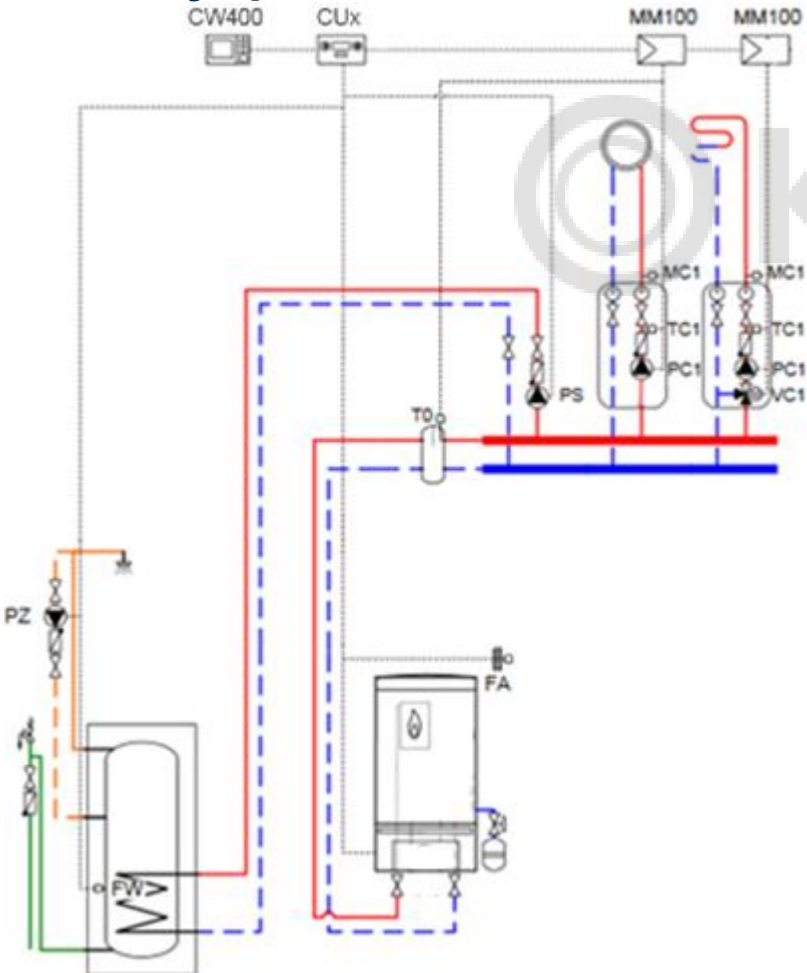 CW400 CUx MM100 MM100
MC1 MC1
TC1 TC1
PC1 PC1
PS VC1
T0
PZ
FA
FW